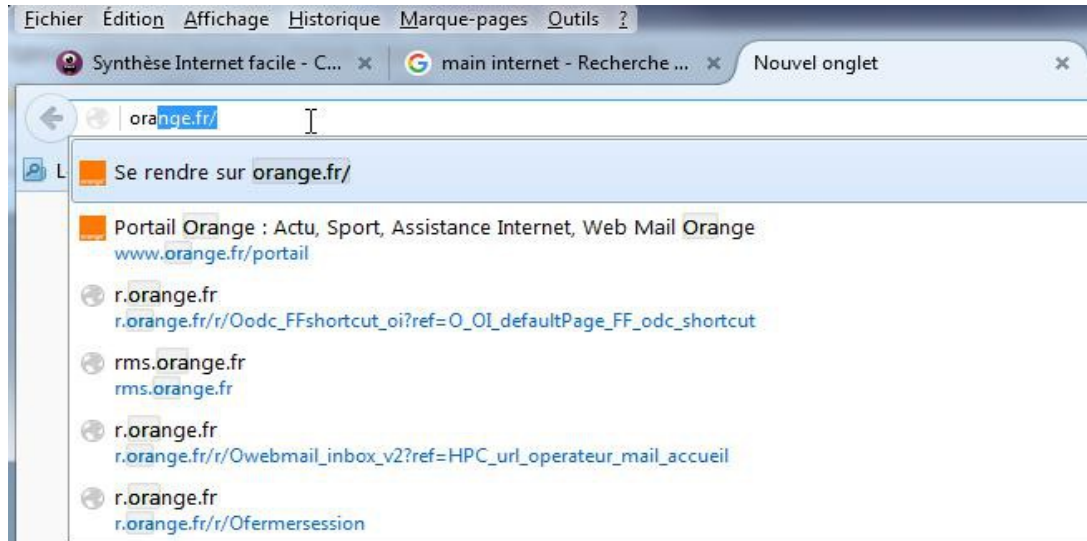 Fichier Édition Affichage Historique Marque-pages Outils ?
Synthèse Internet facile - C... main internet - Recherche ... Nouvel onglet
orange.fr/
L
Se rendre sur orange.fr/
Portail Orange : Actu, Sport, Assistance Internet, Web Mail Orange
www.orange.fr/portail
r.orange.fr
r.orange.fr/r/Oodc_FFshortcut_oi?ref=O_OI_defaultPage_FF_odc_shortcut
rms.orange.fr
rms.orange.fr
r.orange.fr
r.orange.fr/r/Owebmail_inbox_v2?ref=HPC_url_operateur_mail_accueil
r.orange.fr
r.orange.fr/r/Ofermersession